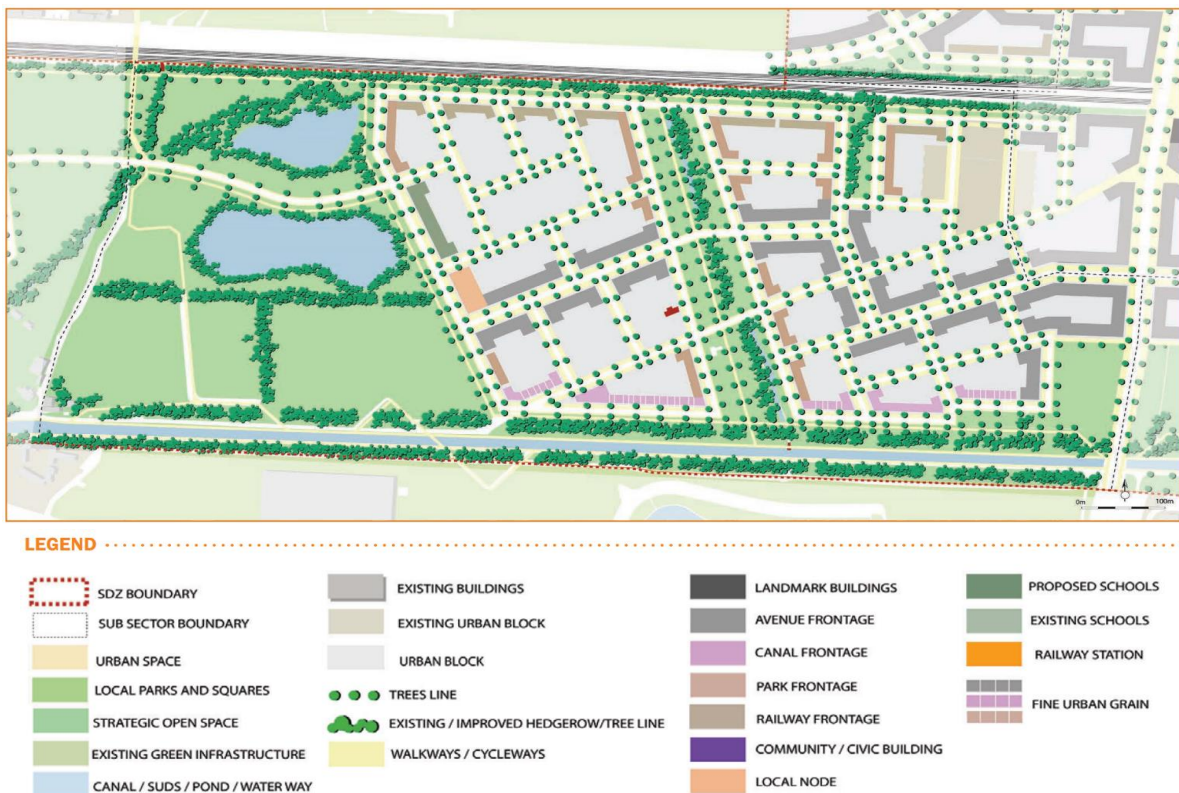 0m 100m
LEGEND
SDZ BOUNDARY
SUB SECTOR BOUNDARY
URBAN SPACE
LOCAL PARKS AND SQUARES
STRATEGIC OPEN SPACE
EXISTING GREEN INFRASTRUCTURE
CANAL / SUDS / POND / WATER WAY
EXISTING BUILDINGS
EXISTING URBAN BLOCK
URBAN BLOCK
TREES LINE
EXISTING / IMPROVED HEDGEROW/TREE LINE
WALKWAYS / CYCLEWAYS
LANDMARK BUILDINGS
AVENUE FRONTAGE
CANAL FRONTAGE
PARK FRONTAGE
RAILWAY FRONTAGE
COMMUNITY / CIVIC BUILDING
LOCAL NODE
PROPOSED SCHOOLS
EXISTING SCHOOLS
RAILWAY STATION
FINE URBAN GRAIN